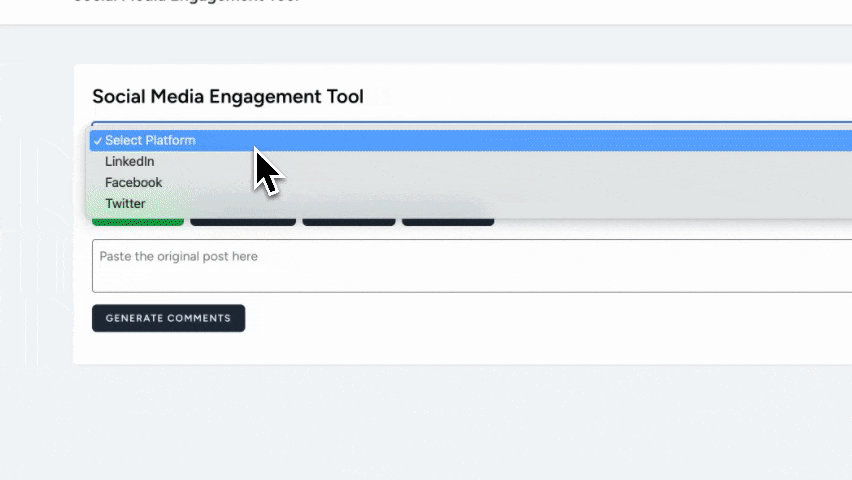 Social Media Engagement Tool
Social Media Engagement Tool
✓ Select Platform
LinkedIn
Facebook
Twitter
Paste the original post here
GENERATE COMMENTS